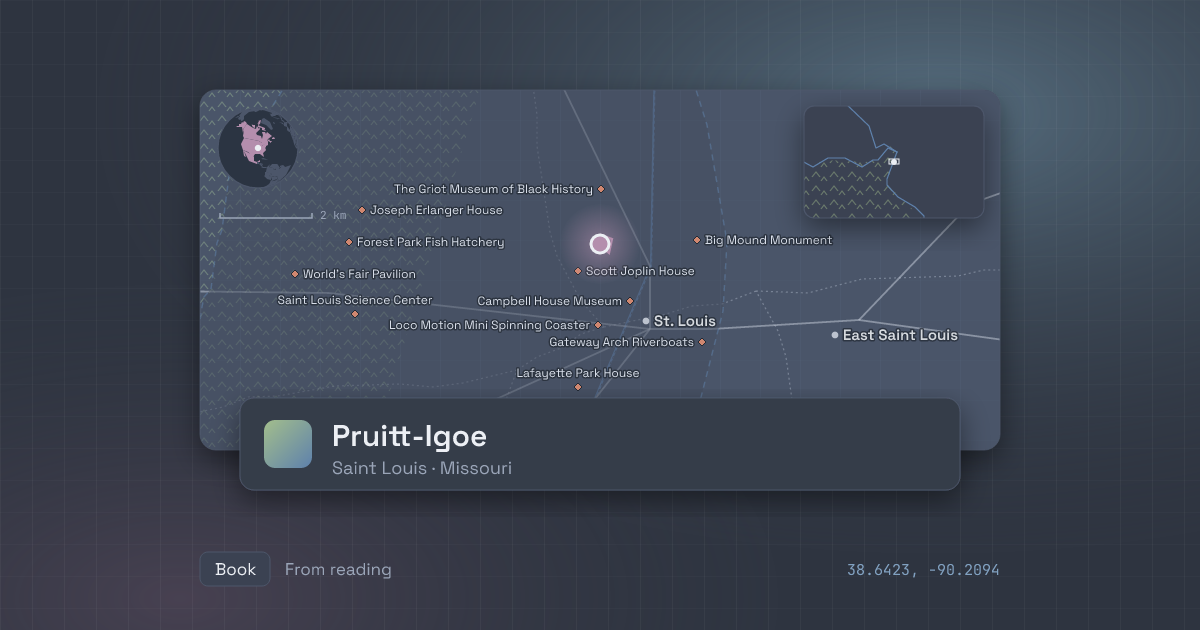 The Griot Museum of Black History
Joseph Erlanger House
2 km
Forest Park Fish Hatchery
Big Mound Monument
World's Fair Pavilion
Scott Joplin House
Saint Louis Science Center
Campbell House Museum
Loco Motion Mini Spinning Coaster
St. Louis
East Saint Louis
Gateway Arch Riverboats
Lafayette Park House
Pruitt-Igoe
Saint Louis · Missouri
Book
From reading
38.6423, -90.2094